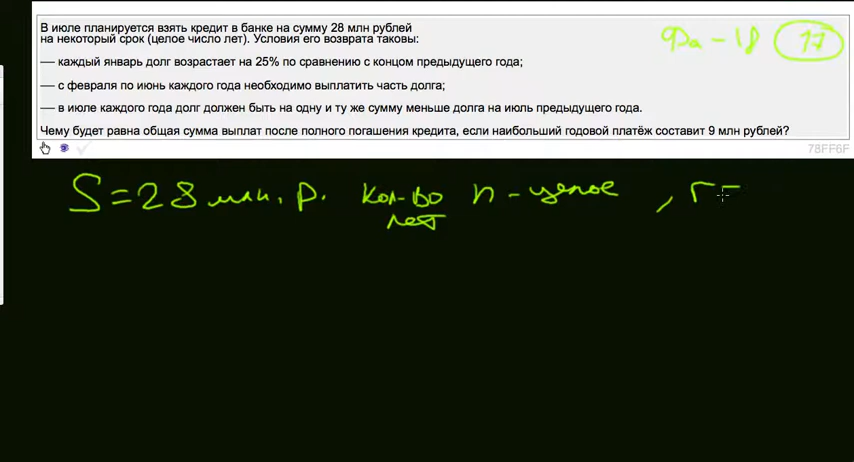 В июле планируется взять кредит в банке на сумму 28 млн рублей
на некоторый срок (целое число лет). Условия его возврата таковы:
— каждый январь долг возрастает на 25% по сравнению с концом предыдущего года;
— с февраля по июнь каждого года необходимо выплатить часть долга;
— в июле каждого года долг должен быть на одну и ту же сумму меньше долга на июль предыдущего года.
Чему будет равна общая сумма выплат после полного погашения кредита, если наибольший годовой платёж составит 9 млн рублей?
78FF6F
- 18 17
S = 28 млн. р. кол-во n - целое ,
лет